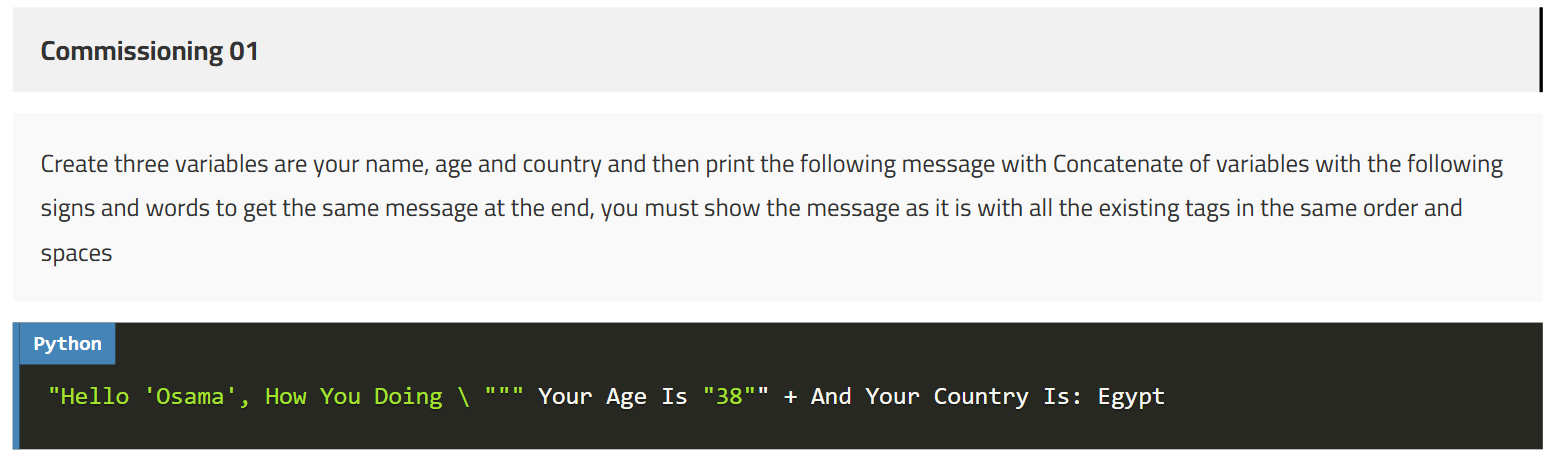 Commissioning 01
Create three variables are your name, age and country and then print the following message with Concatenate of variables with the following
signs and words to get the same message at the end, you must show the message as it is with all the existing tags in the same order and
spaces
Python
"Hello 'Osama', How You Doing \ """ Your Age Is "38"" + And Your Country Is: Egypt